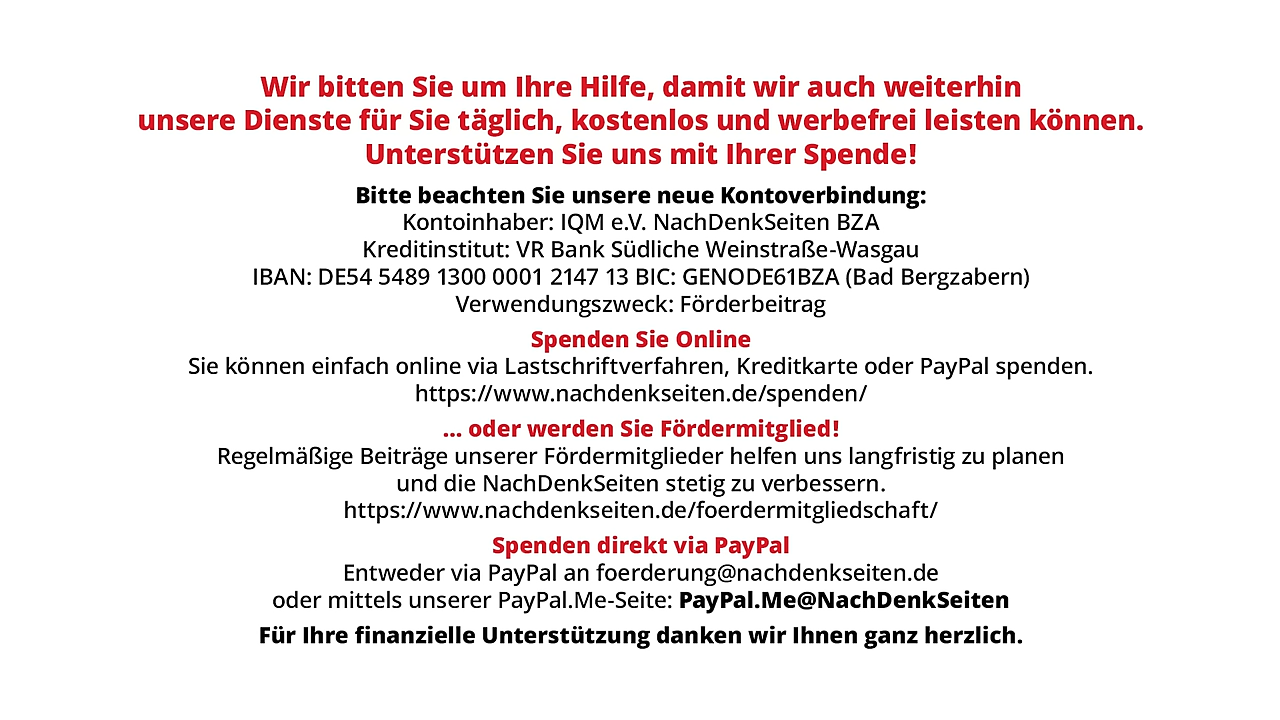 Wir bitten Sie um Ihre Hilfe, damit wir auch weiterhin
unsere Dienste für Sie täglich, kostenlos und werbefrei leisten können.
Unterstützen Sie uns mit Ihrer Spende!
Bitte beachten Sie unsere neue Kontoverbindung:
Kontoinhaber: IQM e.V. NachDenkSeiten BZA
Kreditinstitut: VR Bank Südliche Weinstraße-Wasgau
IBAN: DE54 5489 1300 0001 2147 13 BIC: GENODE61BZA (Bad Bergzabern)
Verwendungszweck: Förderbeitrag
Spenden Sie Online
Sie können einfach online via Lastschriftverfahren, Kreditkarte oder PayPal spenden.
https://www.nachdenkseiten.de/spenden/
... oder werden Sie Fördermitglied!
Regelmäßige Beiträge unserer Fördermitglieder helfen uns langfristig zu planen
und die NachDenkSeiten stetig zu verbessern.
https://www.nachdenkseiten.de/foerdermitgliedschaft/
Spenden direkt via PayPal
Entweder via PayPal an foerderung@nachdenkseiten.de
oder mittels unserer PayPal.Me-Seite: PayPal.Me@NachDenkSeiten
Für Ihre finanzielle Unterstützung danken wir Ihnen ganz herzlich.